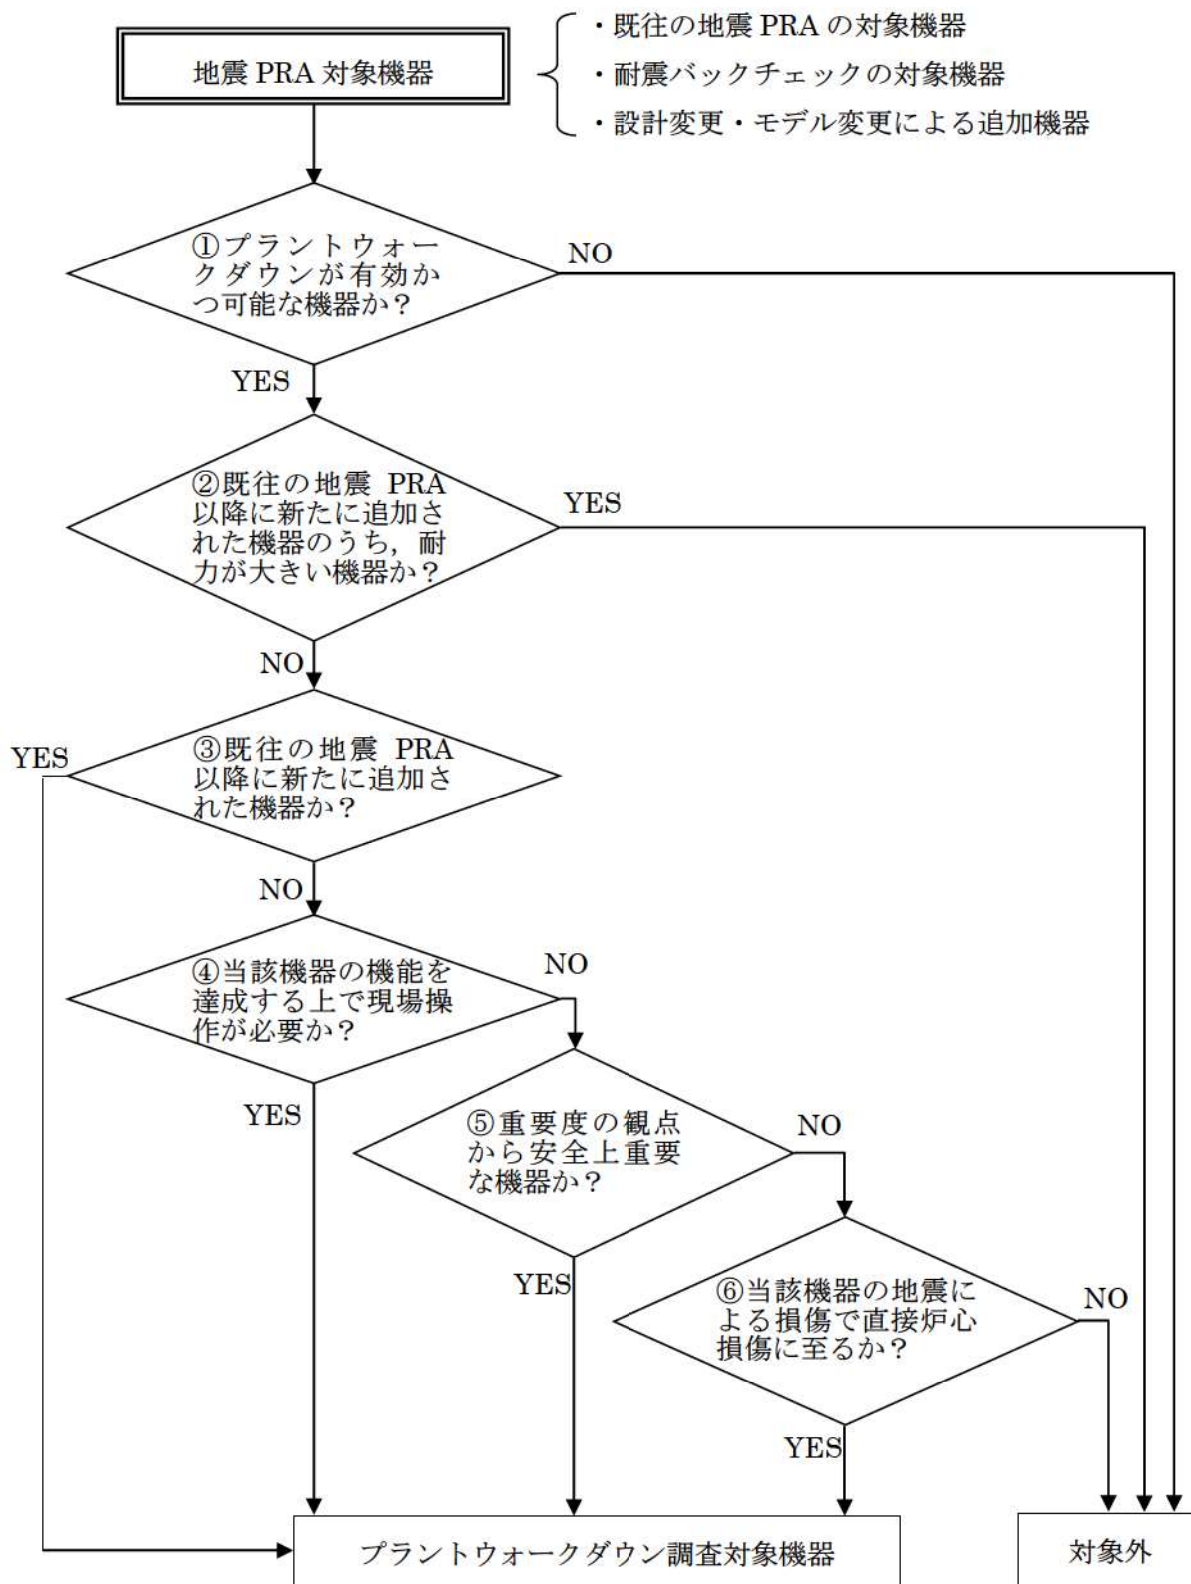 地震 PRA 対象機器
・既往の地震 PRA の対象機器
・耐震バックチェックの対象機器
・設計変更・モデル変更による追加機器
①プラントウォー
クダウンが有効か
つ可能な機器か？
NO
YES
②既往の地震 PRA
以降に新たに追加さ
れた機器のうち，耐
力が大きい機器か？
YES
NO
③既往の地震 PRA
以降に新たに追加さ
れた機器か？
YES
NO
④当該機器の機能を
達成する上で現場操
作が必要か？
NO
YES
⑤重要度の観点
から安全上重要
な機器か？
NO
YES
⑥当該機器の地震に
よる損傷で直接炉心
損傷に至るか？
NO
YES
プラントウォークダウン調査対象機器
対象外